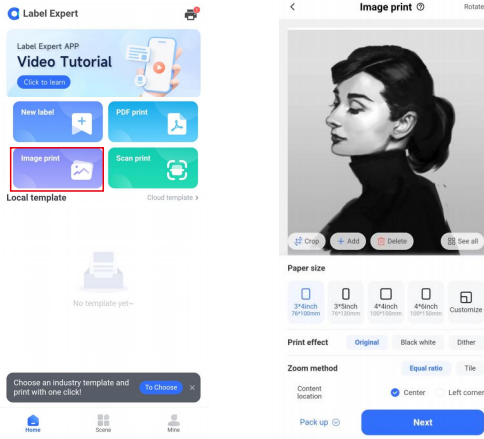 Label Expert
Label Expert APP
Video Tutorial
Click to learn
New label
PDF print
Image print
Scan print
Local template
Cloud template >
No template yet~
Choose an industry template and
print with one click!
To Choose
×
Home
Scene
Mine
Image print
Rotate
Crop
+ Add
Delete
See all
Paper size
3*4inch
76*100mm
3*5inch
76*130mm
4*4inch
100*100mm
4*6inch
100*150mm
Customize
Print effect
Original
Black white
Dither
Zoom method
Equal ratio
Tile
Content
location
Center
Left corner
Pack up
Next